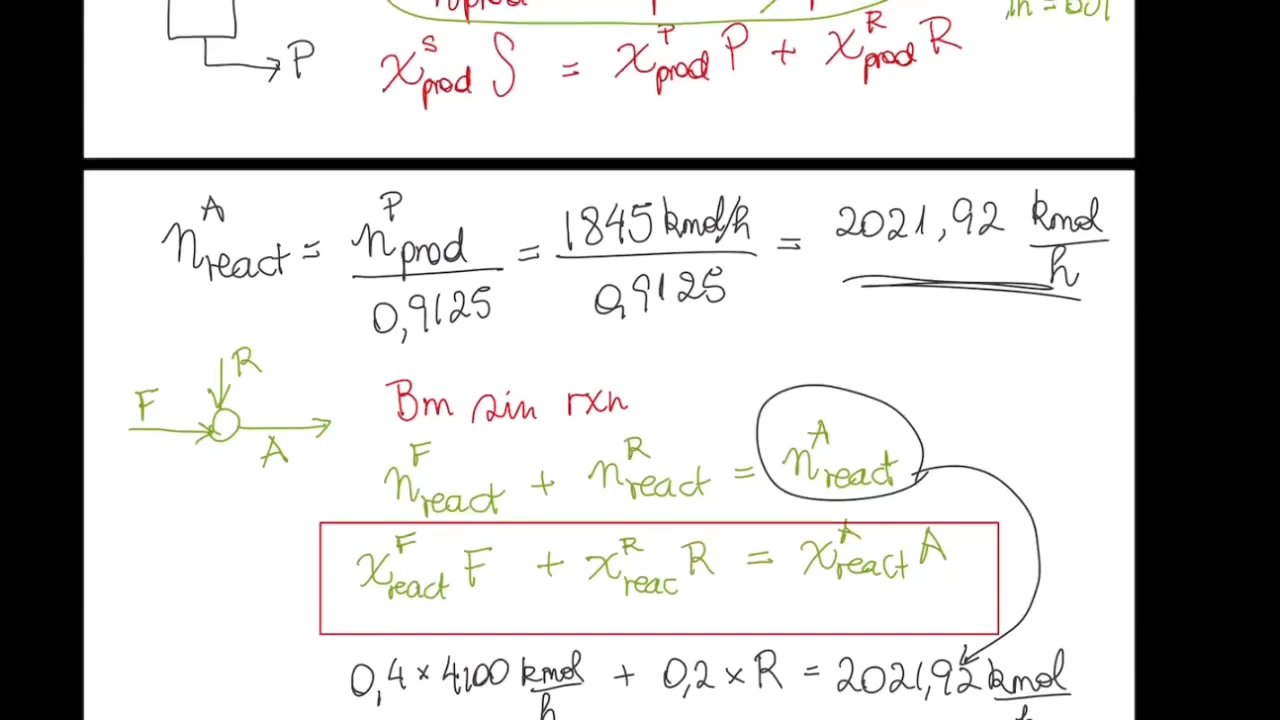 P
x^S_prod S = x^P_prod P + x^R_prod R
n^A_react = n^P_prod / 0,9125 = 1845 kmol/h / 0,9125 = 2021,92 kmol/h
F R A
Bm sin rxn
n^F_react + n^R_react = n^A_react
x^F_react F + x^R_reac R = x^A_react A
0,4 × 4100 kmol/h + 0,2 × R = 2021,92 kmol/h